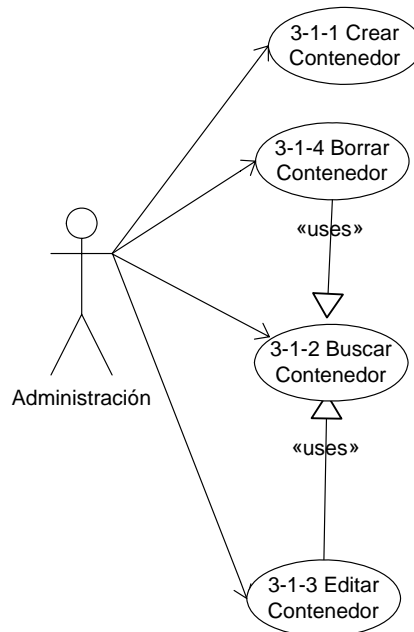 3-1-1 Crear
Contenedor
3-1-4 Borrar
Contenedor
«uses»
3-1-2 Buscar
Contenedor
Administración
«uses»
3-1-3 Editar
Contenedor